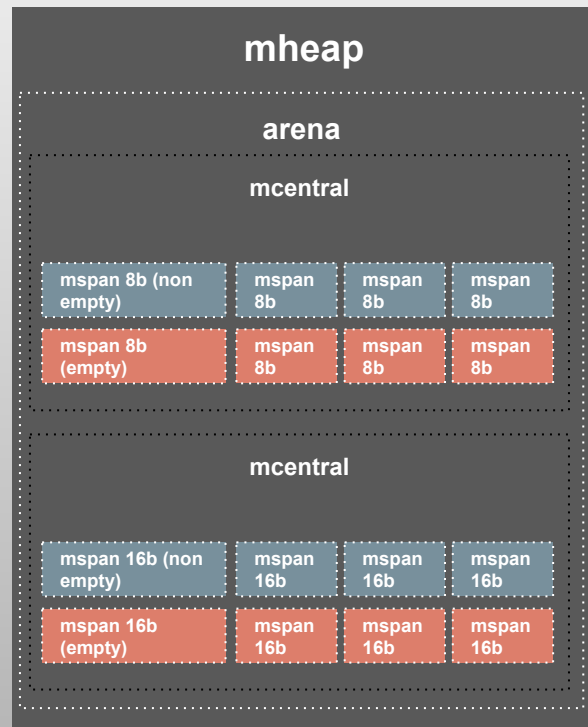 mheap
arena
mcentral
mspan 8b (non
empty)
mspan
8b
mspan
8b
mspan
8b
mspan 8b
(empty)
mspan
8b
mspan
8b
mspan
8b
mcentral
mspan 16b (non
empty)
mspan
16b
mspan
16b
mspan
16b
mspan 16b
(empty)
mspan
16b
mspan
16b
mspan
16b